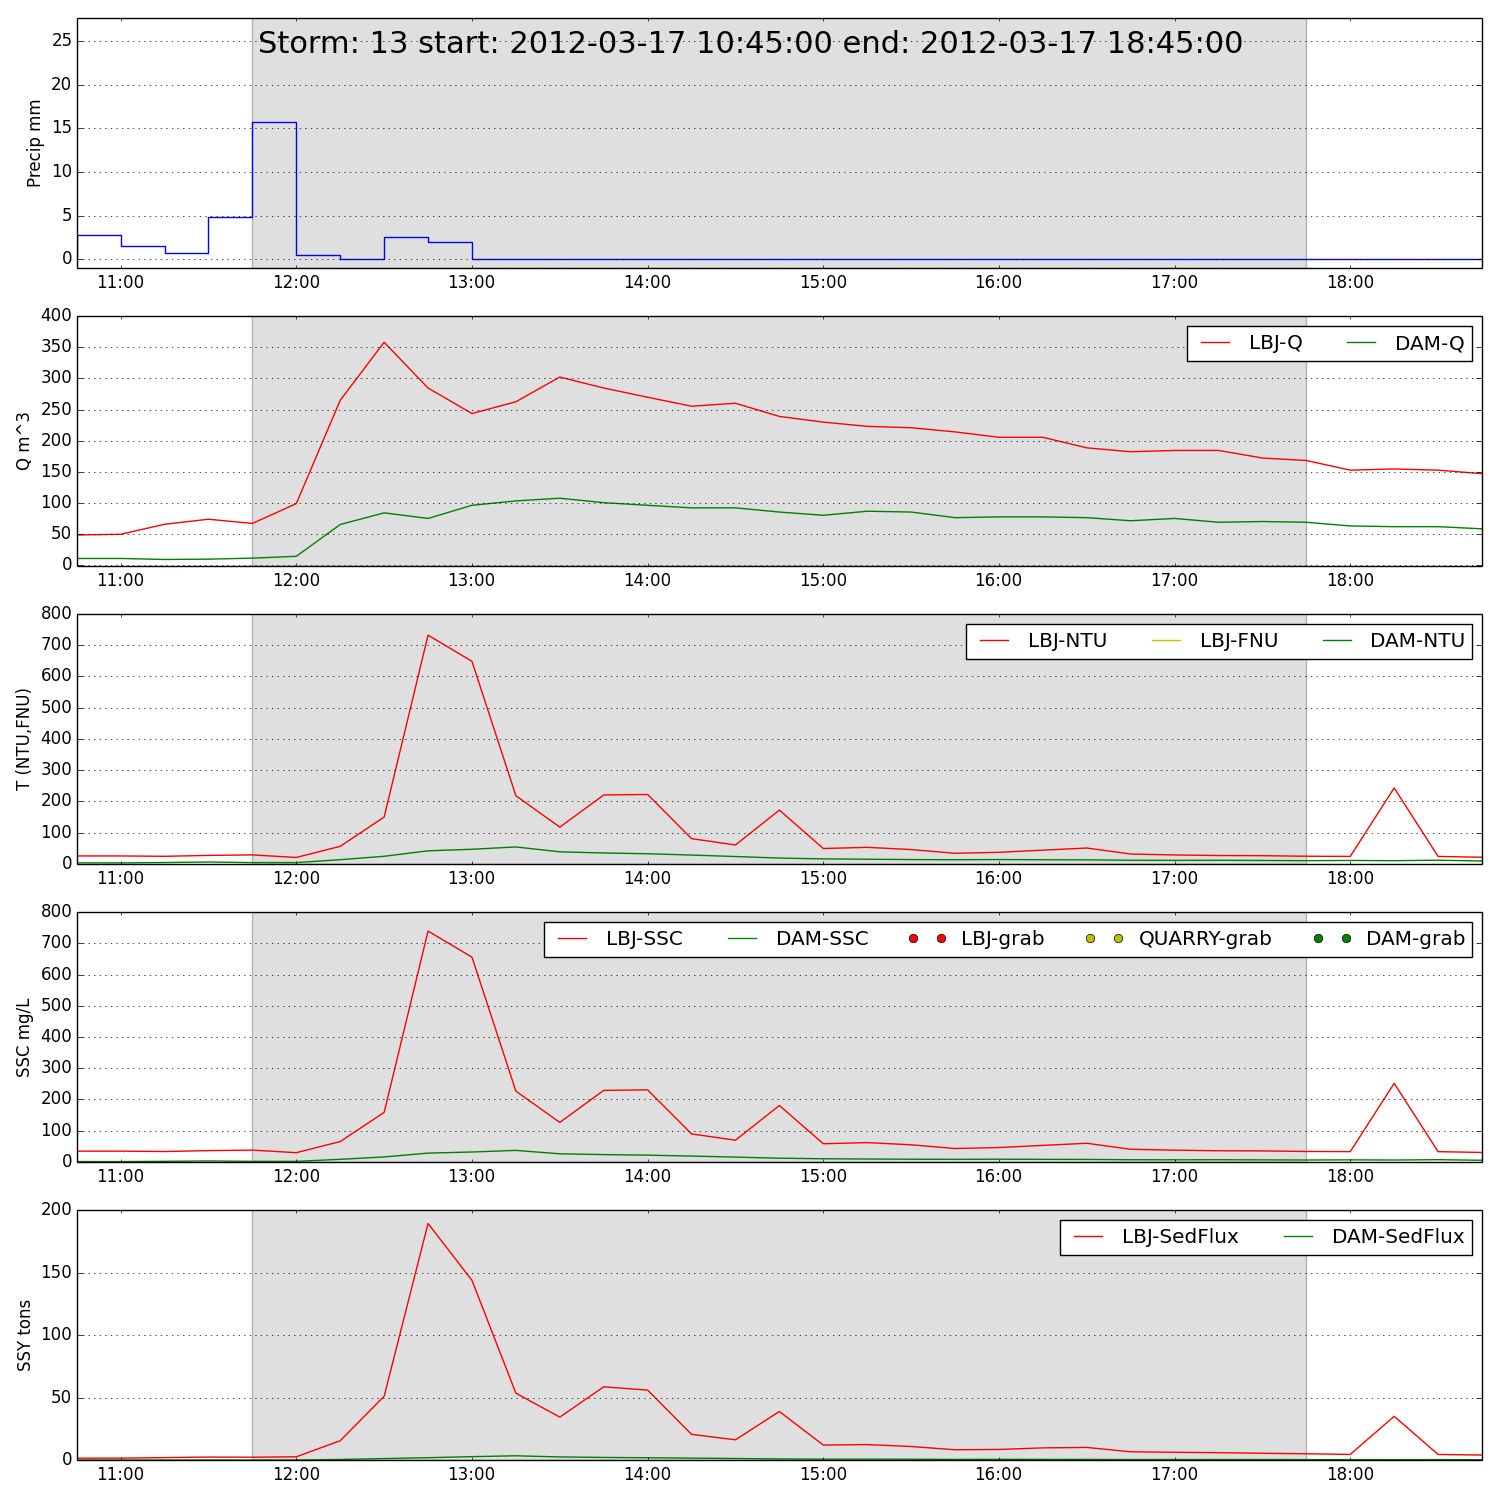 Storm: 13 start: 2012-03-17 10:45:00 end: 2012-03-17 18:45:00
Precip mm
25
20
15
10
5
0
11:00 12:00 13:00 14:00 15:00 16:00 17:00 18:00
Q m^3
400
350
300
250
200
150
100
50
0
LBJ-Q DAM-Q
11:00 12:00 13:00 14:00 15:00 16:00 17:00 18:00
T (NTU,FNU)
800
700
600
500
400
300
200
100
0
LBJ-NTU LBJ-FNU DAM-NTU
11:00 12:00 13:00 14:00 15:00 16:00 17:00 18:00
SSC mg/L
800
700
600
500
400
300
200
100
0
LBJ-SSC DAM-SSC LBJ-grab QUARRY-grab DAM-grab
11:00 12:00 13:00 14:00 15:00 16:00 17:00 18:00
SSY tons
200
150
100
50
0
LBJ-SedFlux DAM-SedFlux
11:00 12:00 13:00 14:00 15:00 16:00 17:00 18:00